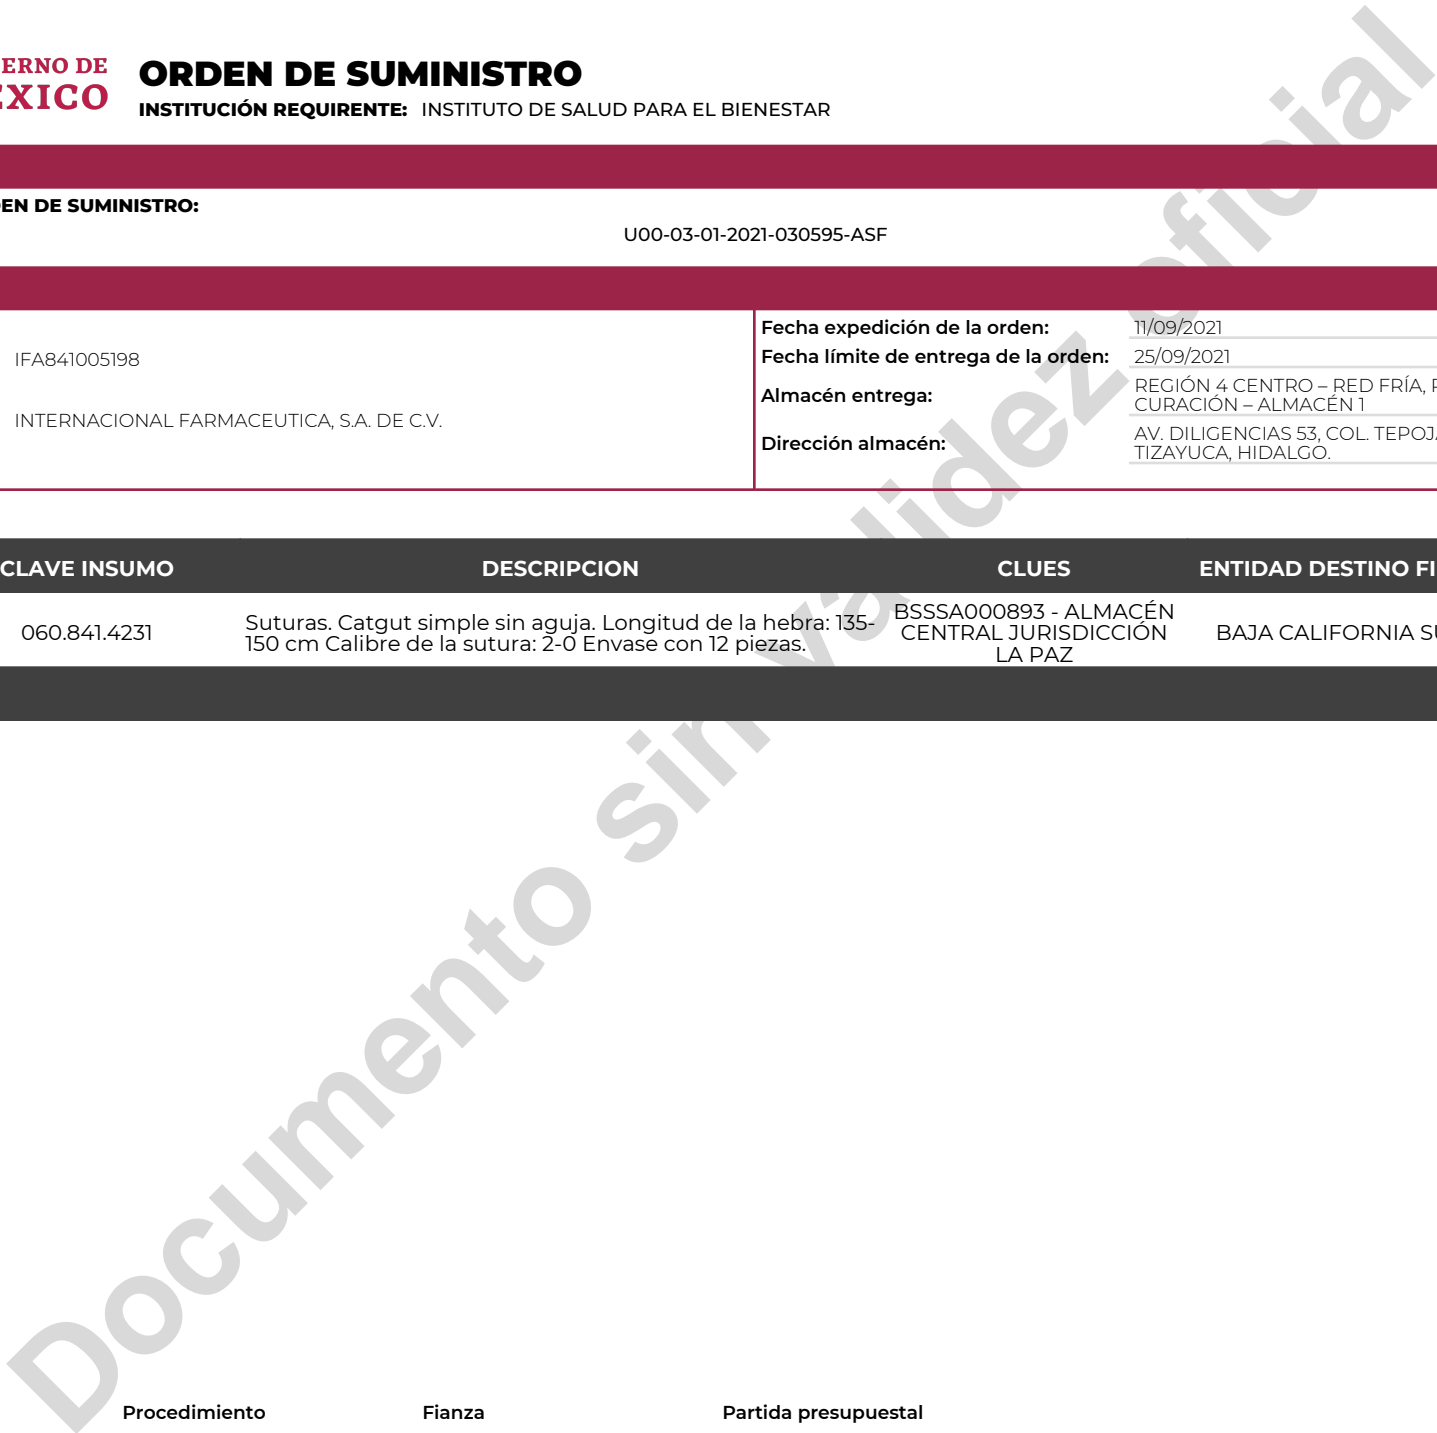 ERNO DE
ÉXICO
ORDEN DE SUMINISTRO
INSTITUCIÓN REQUIRENTE: INSTITUTO DE SALUD PARA EL BIENESTAR
EN DE SUMINISTRO:
U00-03-01-2021-030595-ASF
IFA841005198
INTERNACIONAL FARMACEUTICA, S.A. DE C.V.
Fecha expedición de la orden: 11/09/2021
Fecha límite de entrega de la orden: 25/09/2021
Almacén entrega:
REGIÓN 4 CENTRO – RED FRÍA,
CURACIÓN – ALMACÉN 1
Dirección almacén:
AV. DILIGENCIAS 53, COL. TEPOJ
TIZAYUCA, HIDALGO.
CLAVE INSUMO DESCRIPCION CLUES ENTIDAD DESTINO FI
060.841.4231
Suturas. Catgut simple sin aguja. Longitud de la hebra: 135-
150 cm Calibre de la sutura: 2-0 Envase con 12 piezas.
BSSSA000893 - ALMACÉN
CENTRAL JURISDICCIÓN
LA PAZ
BAJA CALIFORNIA SU
Documento sin validez oficial
Procedimiento Fianza Partida presupuestal